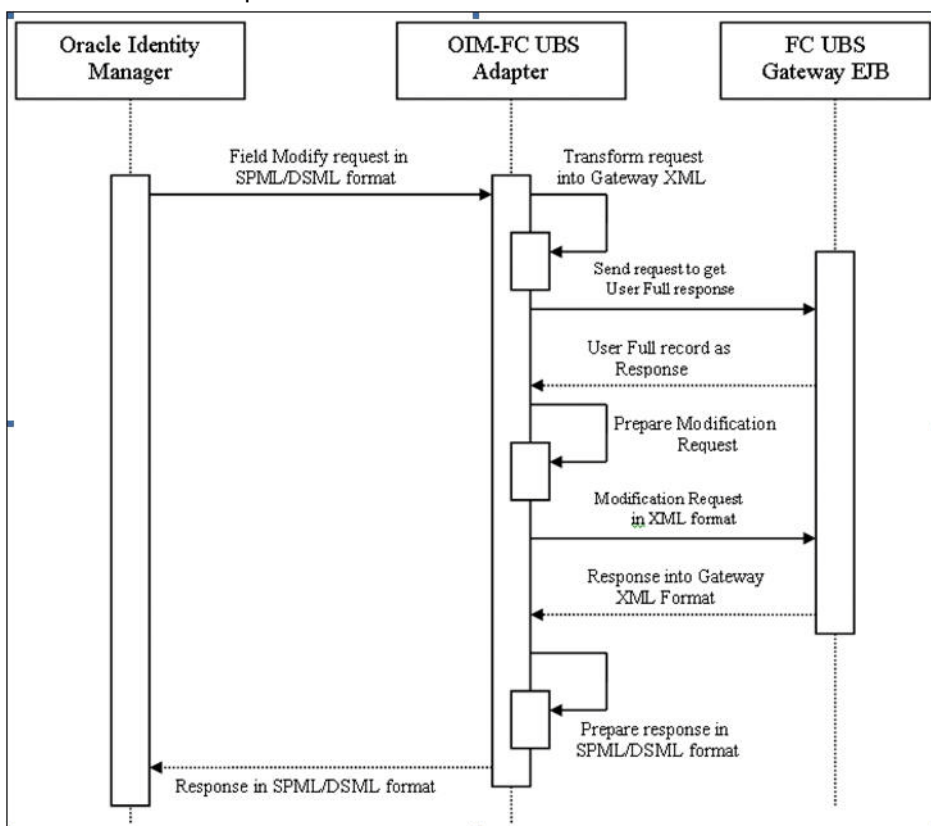 Oracle Identity
Manager
OIM-FC UBS
Adapter
FC UBS
Gateway EJB
Field Modify request in
SPML/DSML format
Transform request
into Gateway XML
Send request to get
User Full response
User Full record as
Response
Prepare Modification
Request
Modification Request
in XML format
Response into Gateway
XML Format
Prepare response in
SPML/DSML format
Response in SPML/DSML format